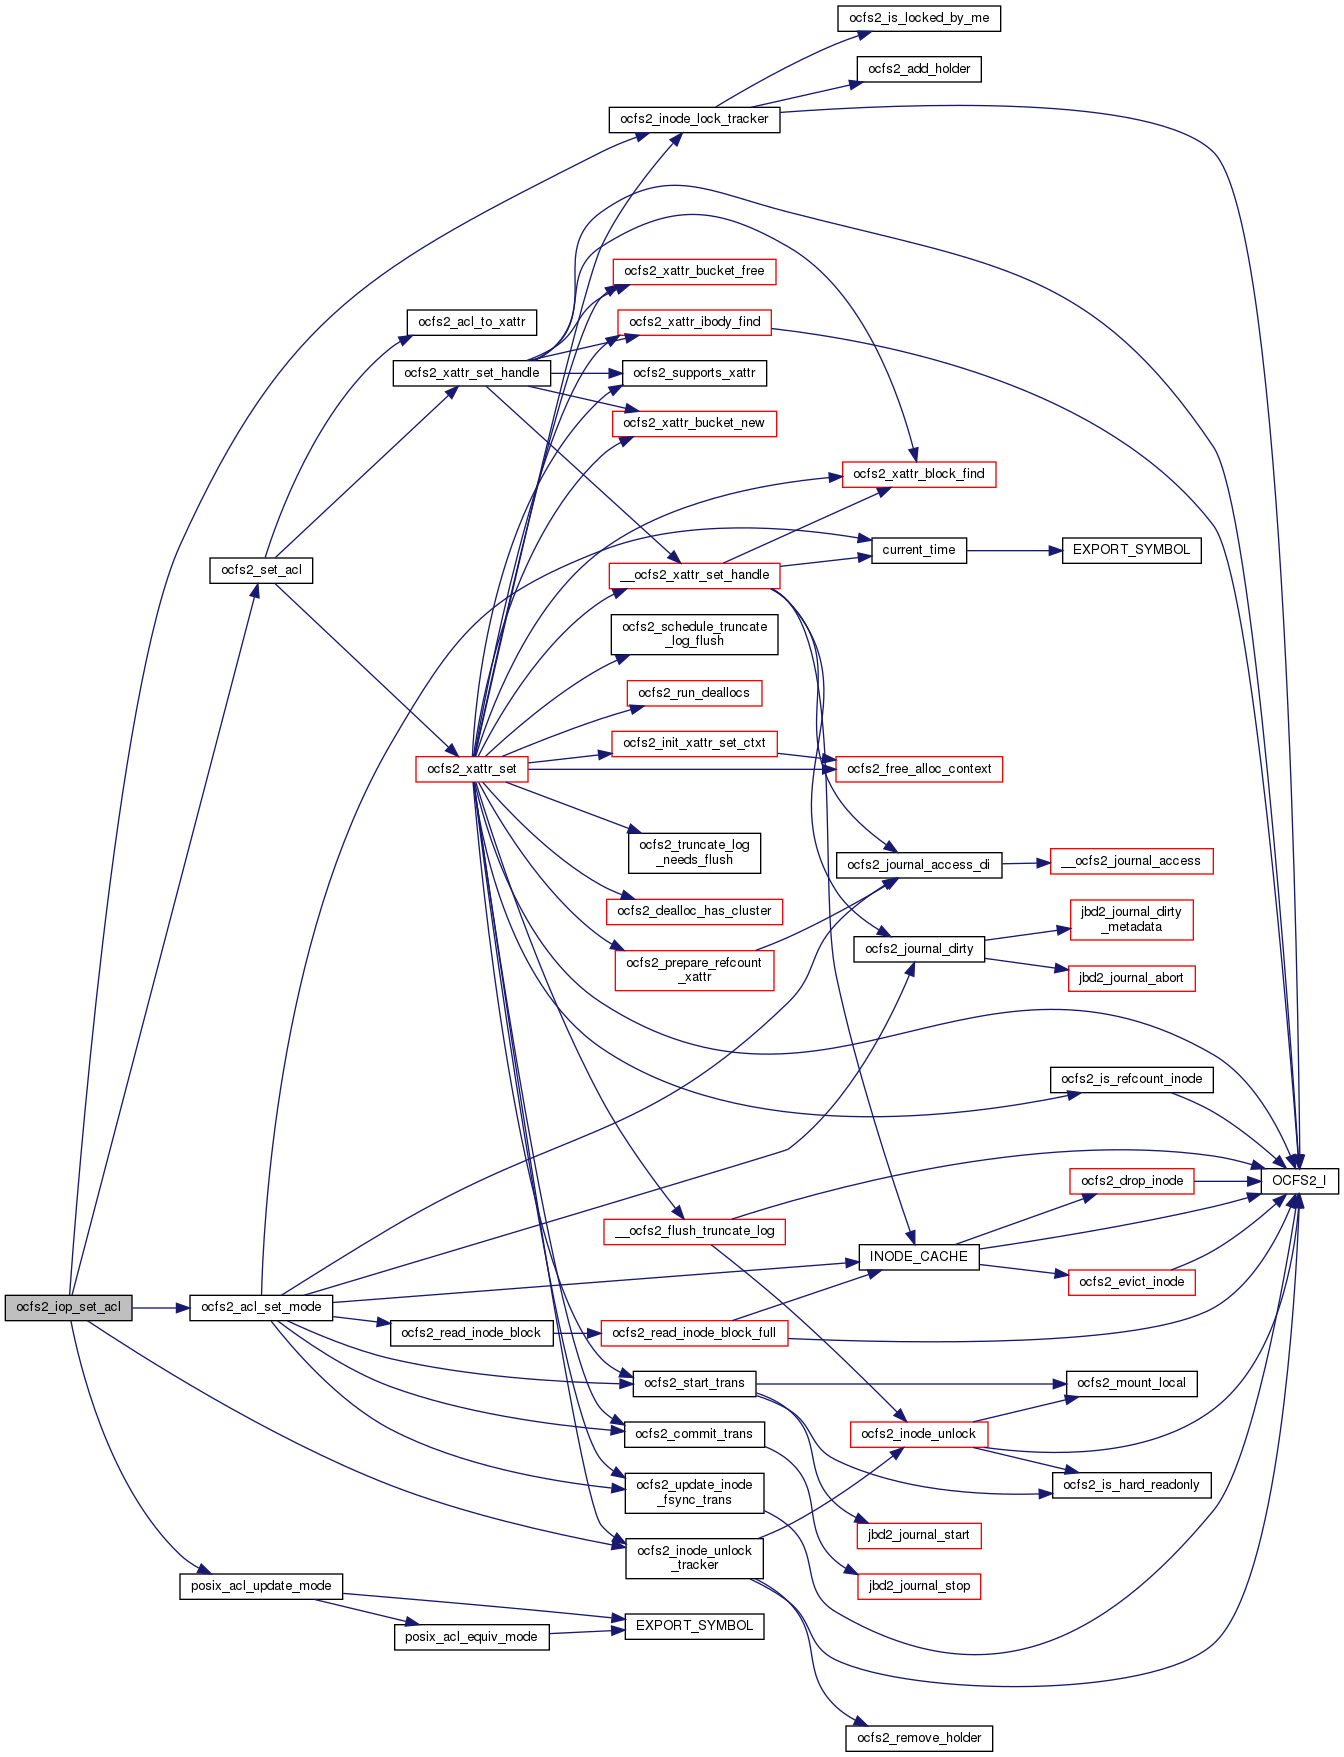 ocfs2_is_locked_by_me
ocfs2_add_holder
ocfs2_inode_lock_tracker
ocfs2_xattr_bucket_free
ocfs2_acl_to_xattr
ocfs2_xattr_ibody_find
ocfs2_xattr_set_handle
ocfs2_supports_xattr
ocfs2_xattr_bucket_new
ocfs2_xattr_block_find
current_time
EXPORT_SYMBOL
ocfs2_set_acl
__ocfs2_xattr_set_handle
ocfs2_schedule_truncate
_log_flush
ocfs2_run_deallocs
ocfs2_init_xattr_set_ctxt
ocfs2_xattr_set
ocfs2_free_alloc_context
ocfs2_truncate_log
_needs_flush
ocfs2_journal_access_di
__ocfs2_journal_access
ocfs2_dealloc_has_cluster
jbd2_journal_dirty
_metadata
ocfs2_journal_dirty
ocfs2_prepare_refcount
_xattr
jbd2_journal_abort
ocfs2_is_refcount_inode
ocfs2_drop_inode
OCFS2_I
__ocfs2_flush_truncate_log
INODE_CACHE
ocfs2_evict_inode
ocfs2_iop_set_acl
ocfs2_acl_set_mode
ocfs2_read_inode_block
ocfs2_read_inode_block_full
ocfs2_start_trans
ocfs2_mount_local
ocfs2_commit_trans
ocfs2_inode_unlock
ocfs2_update_inode
_fsync_trans
ocfs2_is_hard_readonly
jbd2_journal_start
ocfs2_inode_unlock
_tracker
jbd2_journal_stop
posix_acl_update_mode
EXPORT_SYMBOL
posix_acl_equiv_mode
ocfs2_remove_holder